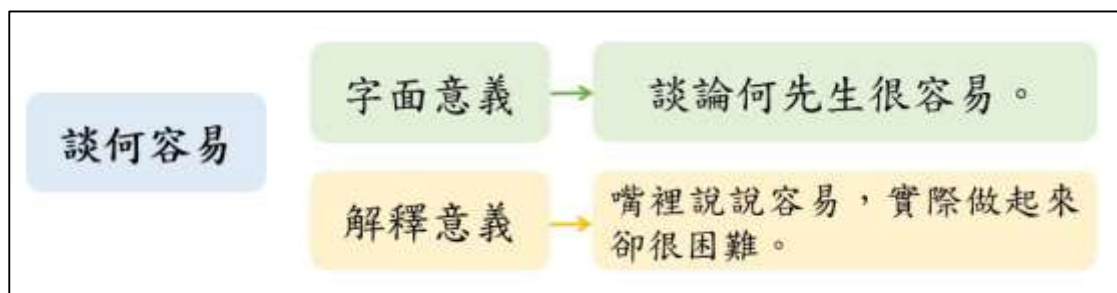 談何容易
字面意義
談論何先生很容易。
解釋意義
嘴裡說說容易，實際做起來
卻很困難。